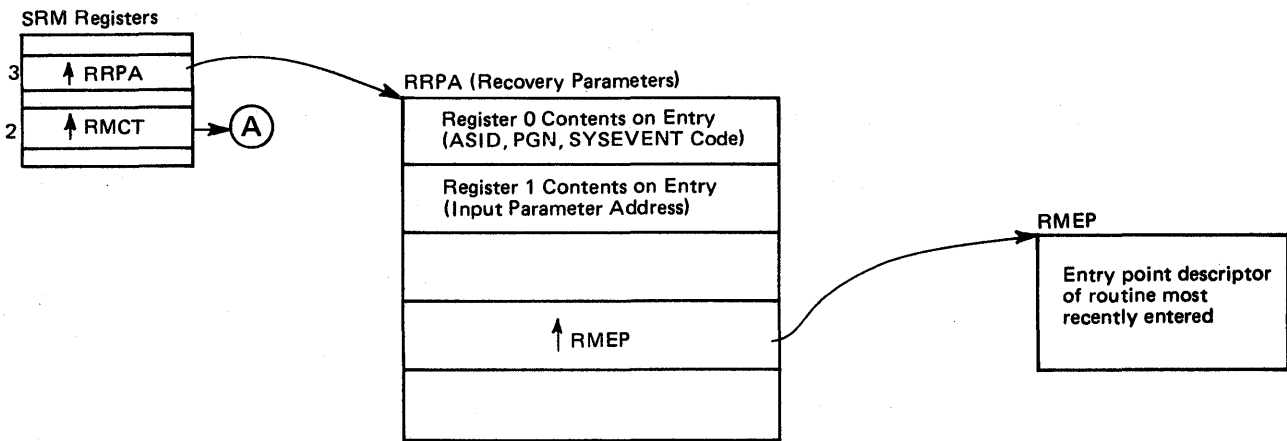 SRM Registers
3
↑ RRPA
2
↑ RMCT
A
RRPA (Recovery Parameters)
Register 0 Contents on Entry
(ASID, PGN, SYSEVENT Code)
Register 1 Contents on Entry
(Input Parameter Address)
↑ RMEP
RMEP
Entry point descriptor
of routine most
recently entered